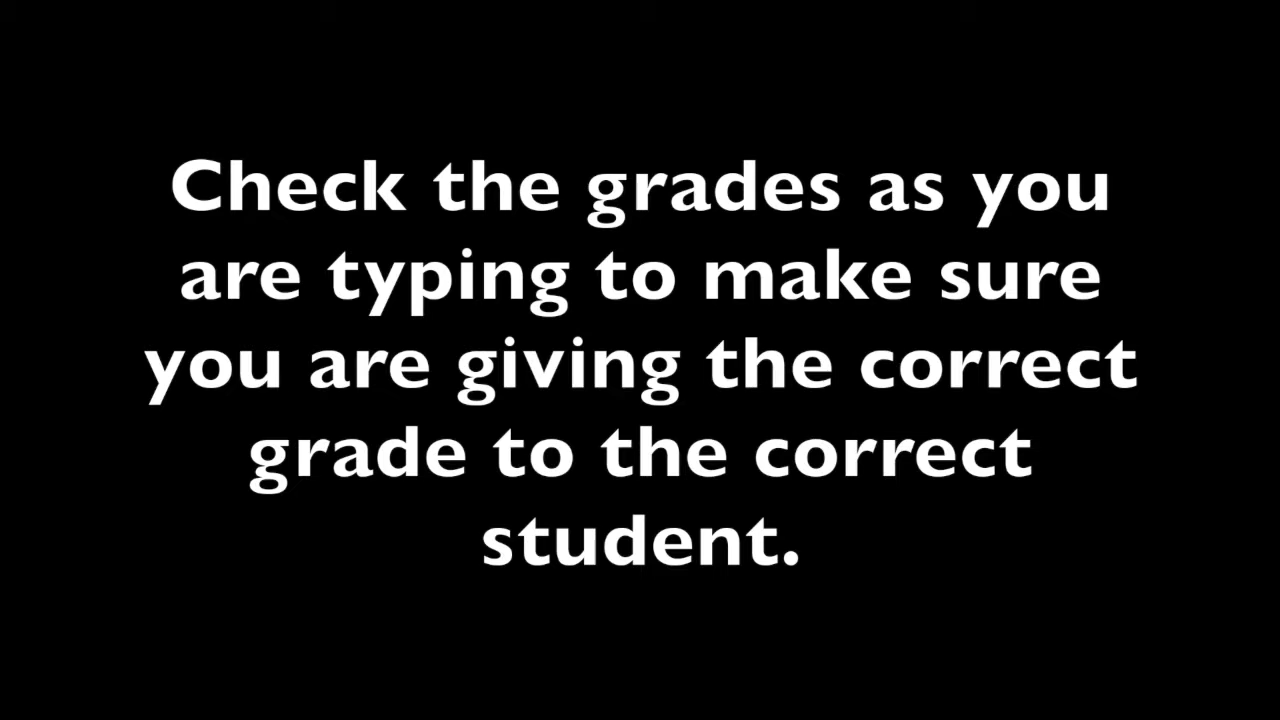 Check the grades as you
are typing to make sure
you are giving the correct
grade to the correct
student.